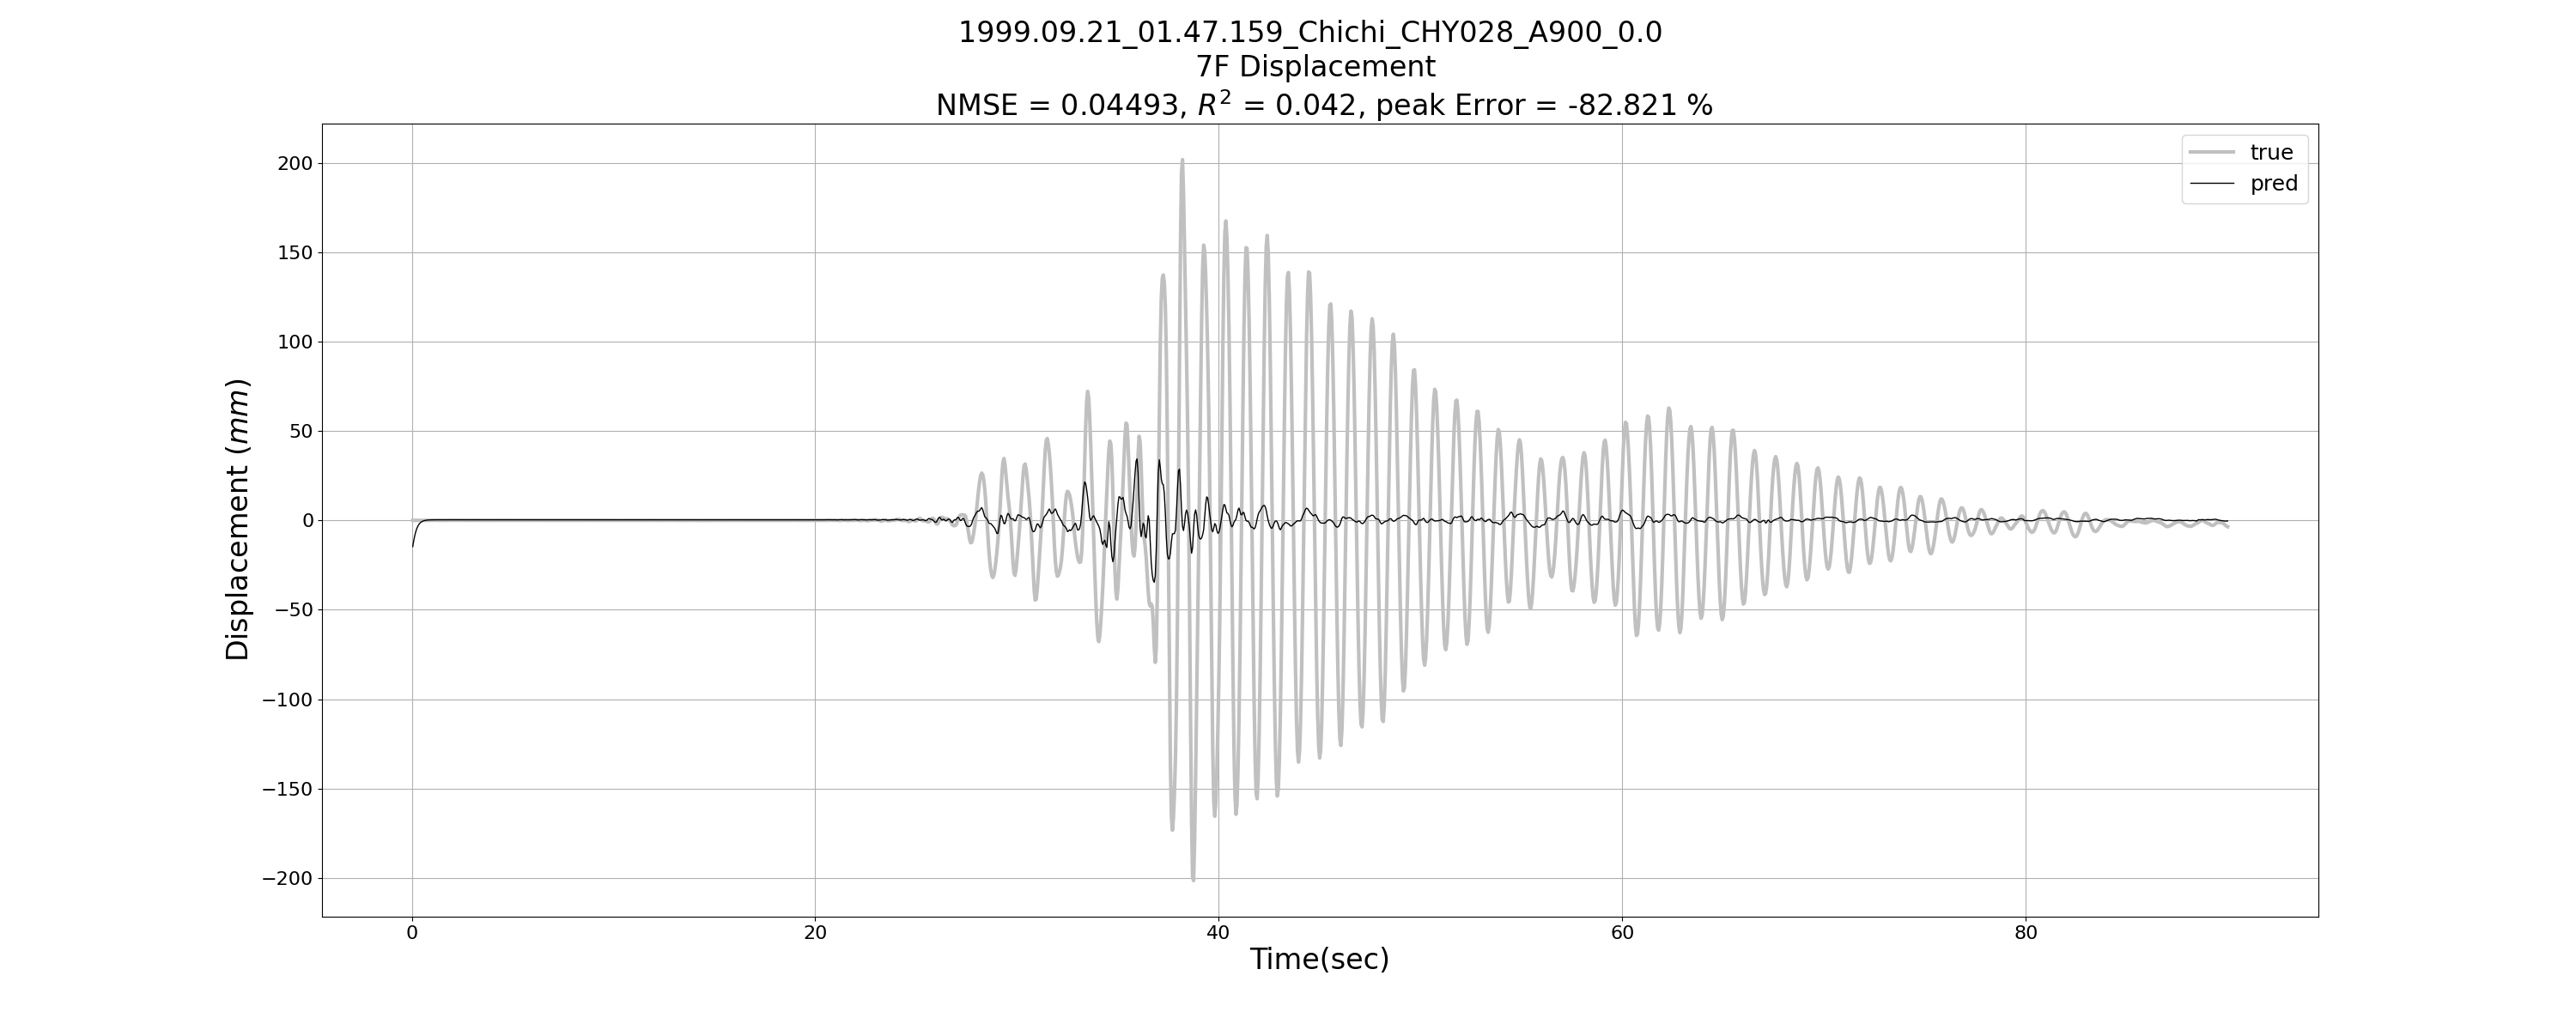 1999.09.21_01.47.159_Chichi_CHY028_A900_0.0
7F Displacement
NMSE = 0.04493, R² = 0.042, peak Error = -82.821 %
true
pred
Displacement (mm)
200
150
100
50
0
−50
−100
−150
−200
0 20 40 60 80
Time(sec)